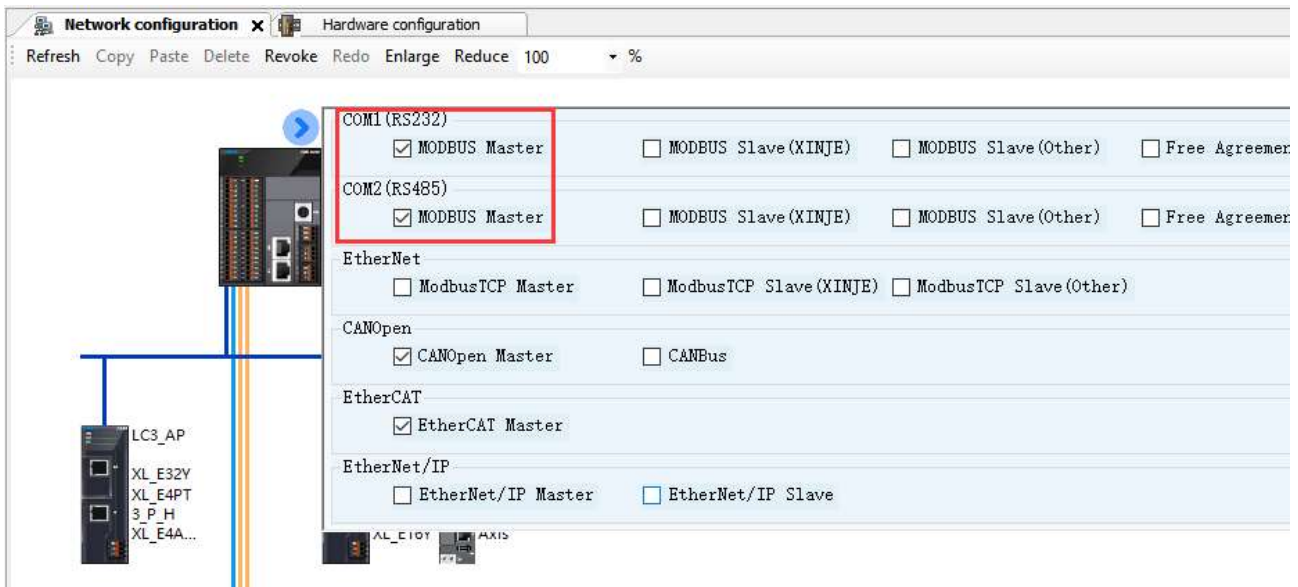 Network configuration x Hardware configuration
Refresh Copy Paste Delete Revoke Redo Enlarge Reduce 100 %
COM1(RS232)
MODBUS Master MODBUS Slave(XINJE) MODBUS Slave(Other) Free Agreemen
COM2(RS485)
MODBUS Master MODBUS Slave(XINJE) MODBUS Slave(Other) Free Agreemen
EtherNet
ModbusTCP Master ModbusTCP Slave(XINJE) ModbusTCP Slave(Other)
CANOpen
CANOpen Master CANBus
EtherCAT
EtherCAT Master
EtherNet/IP
EtherNet/IP Master EtherNet/IP Slave
LC3_AP
XL_E32Y
XL_E4PT
3_P_H
XL_E4A...
XL_E16Y Axis